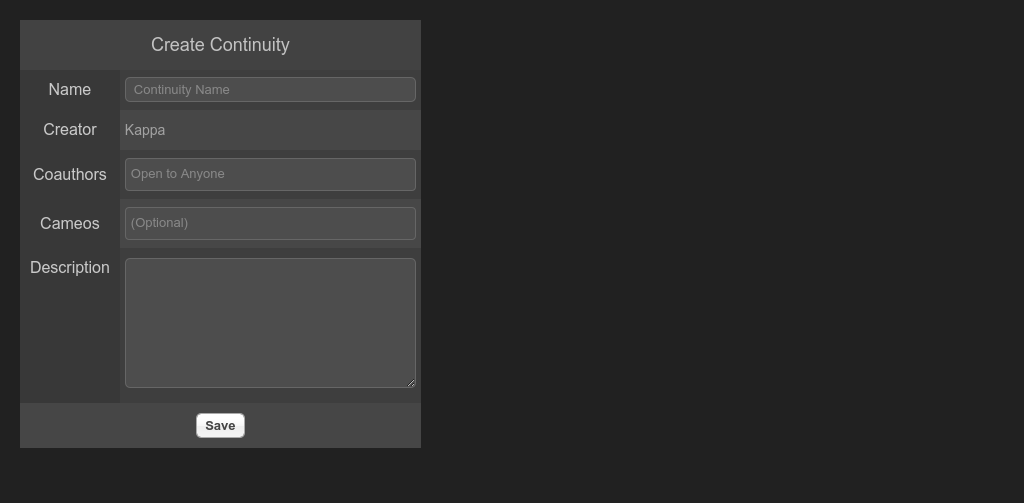 Create Continuity
Name Continuity Name
Creator Kappa
Coauthors Open to Anyone
Cameos (Optional)
Description
Save